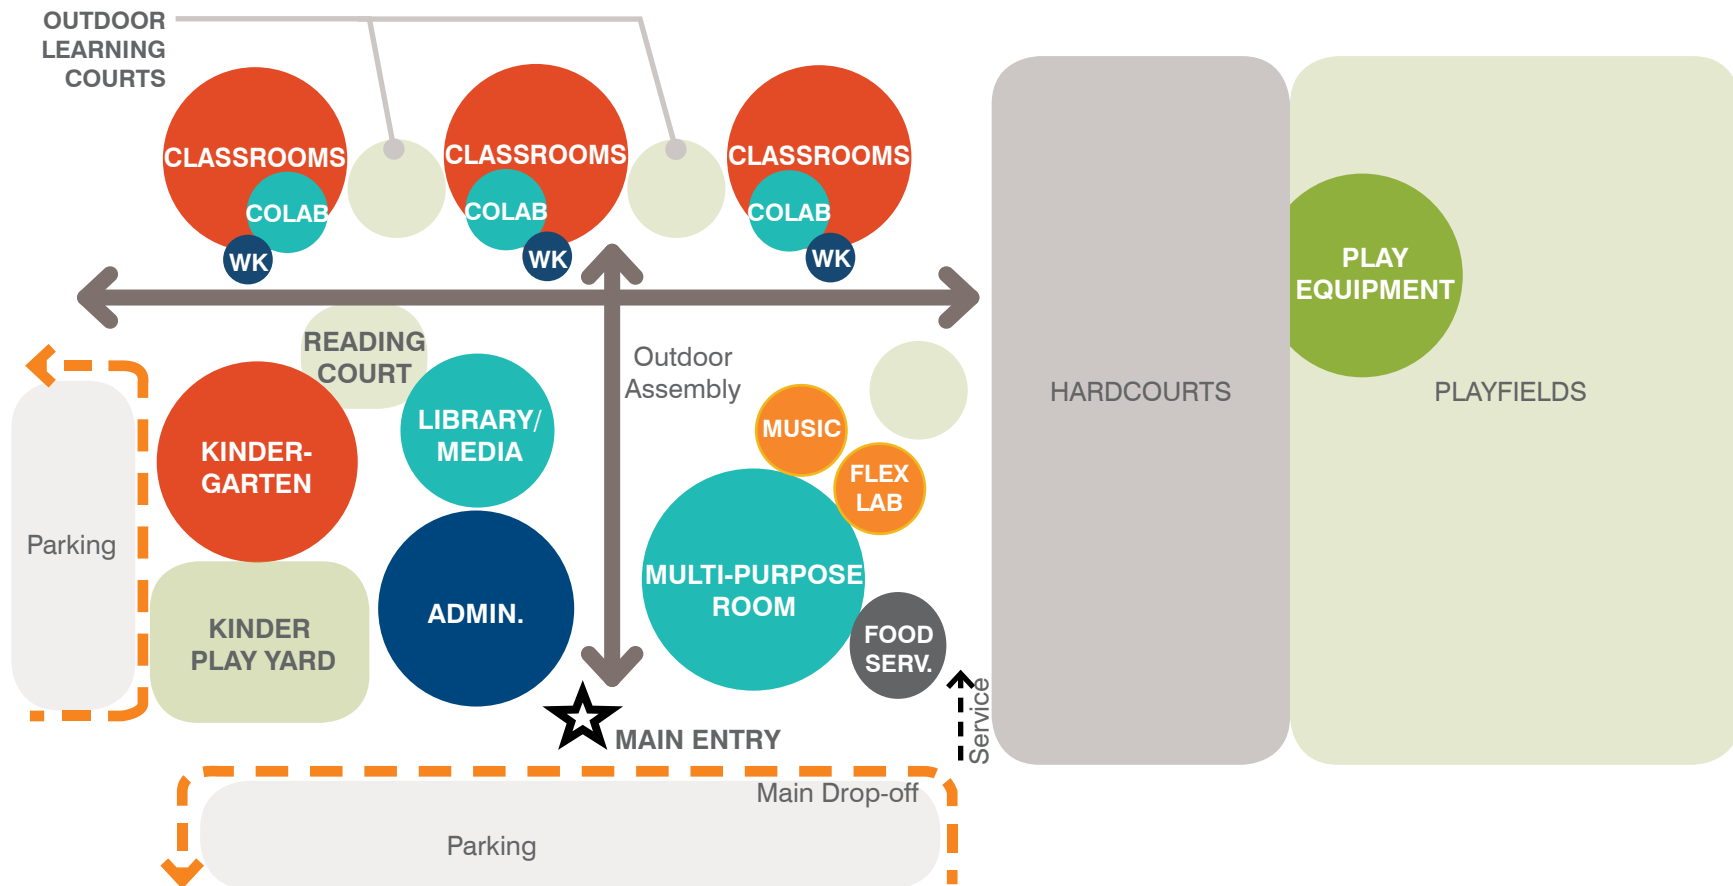 OUTDOOR
LEARNING
COURTS
CLASSROOMS
COLAB
WK
CLASSROOMS
COLAB
WK
CLASSROOMS
COLAB
WK
READING
COURT
Outdoor
Assembly
KINDER-
GARTEN
LIBRARY/
MEDIA
MUSIC
FLEX
LAB
Parking
KINDER
PLAY YARD
ADMIN.
MULTI-PURPOSE
ROOM
FOOD
SERV.
Service
MAIN ENTRY
Main Drop-off
Parking
HARDCOURTS
PLAY
EQUIPMENT
PLAYFIELDS